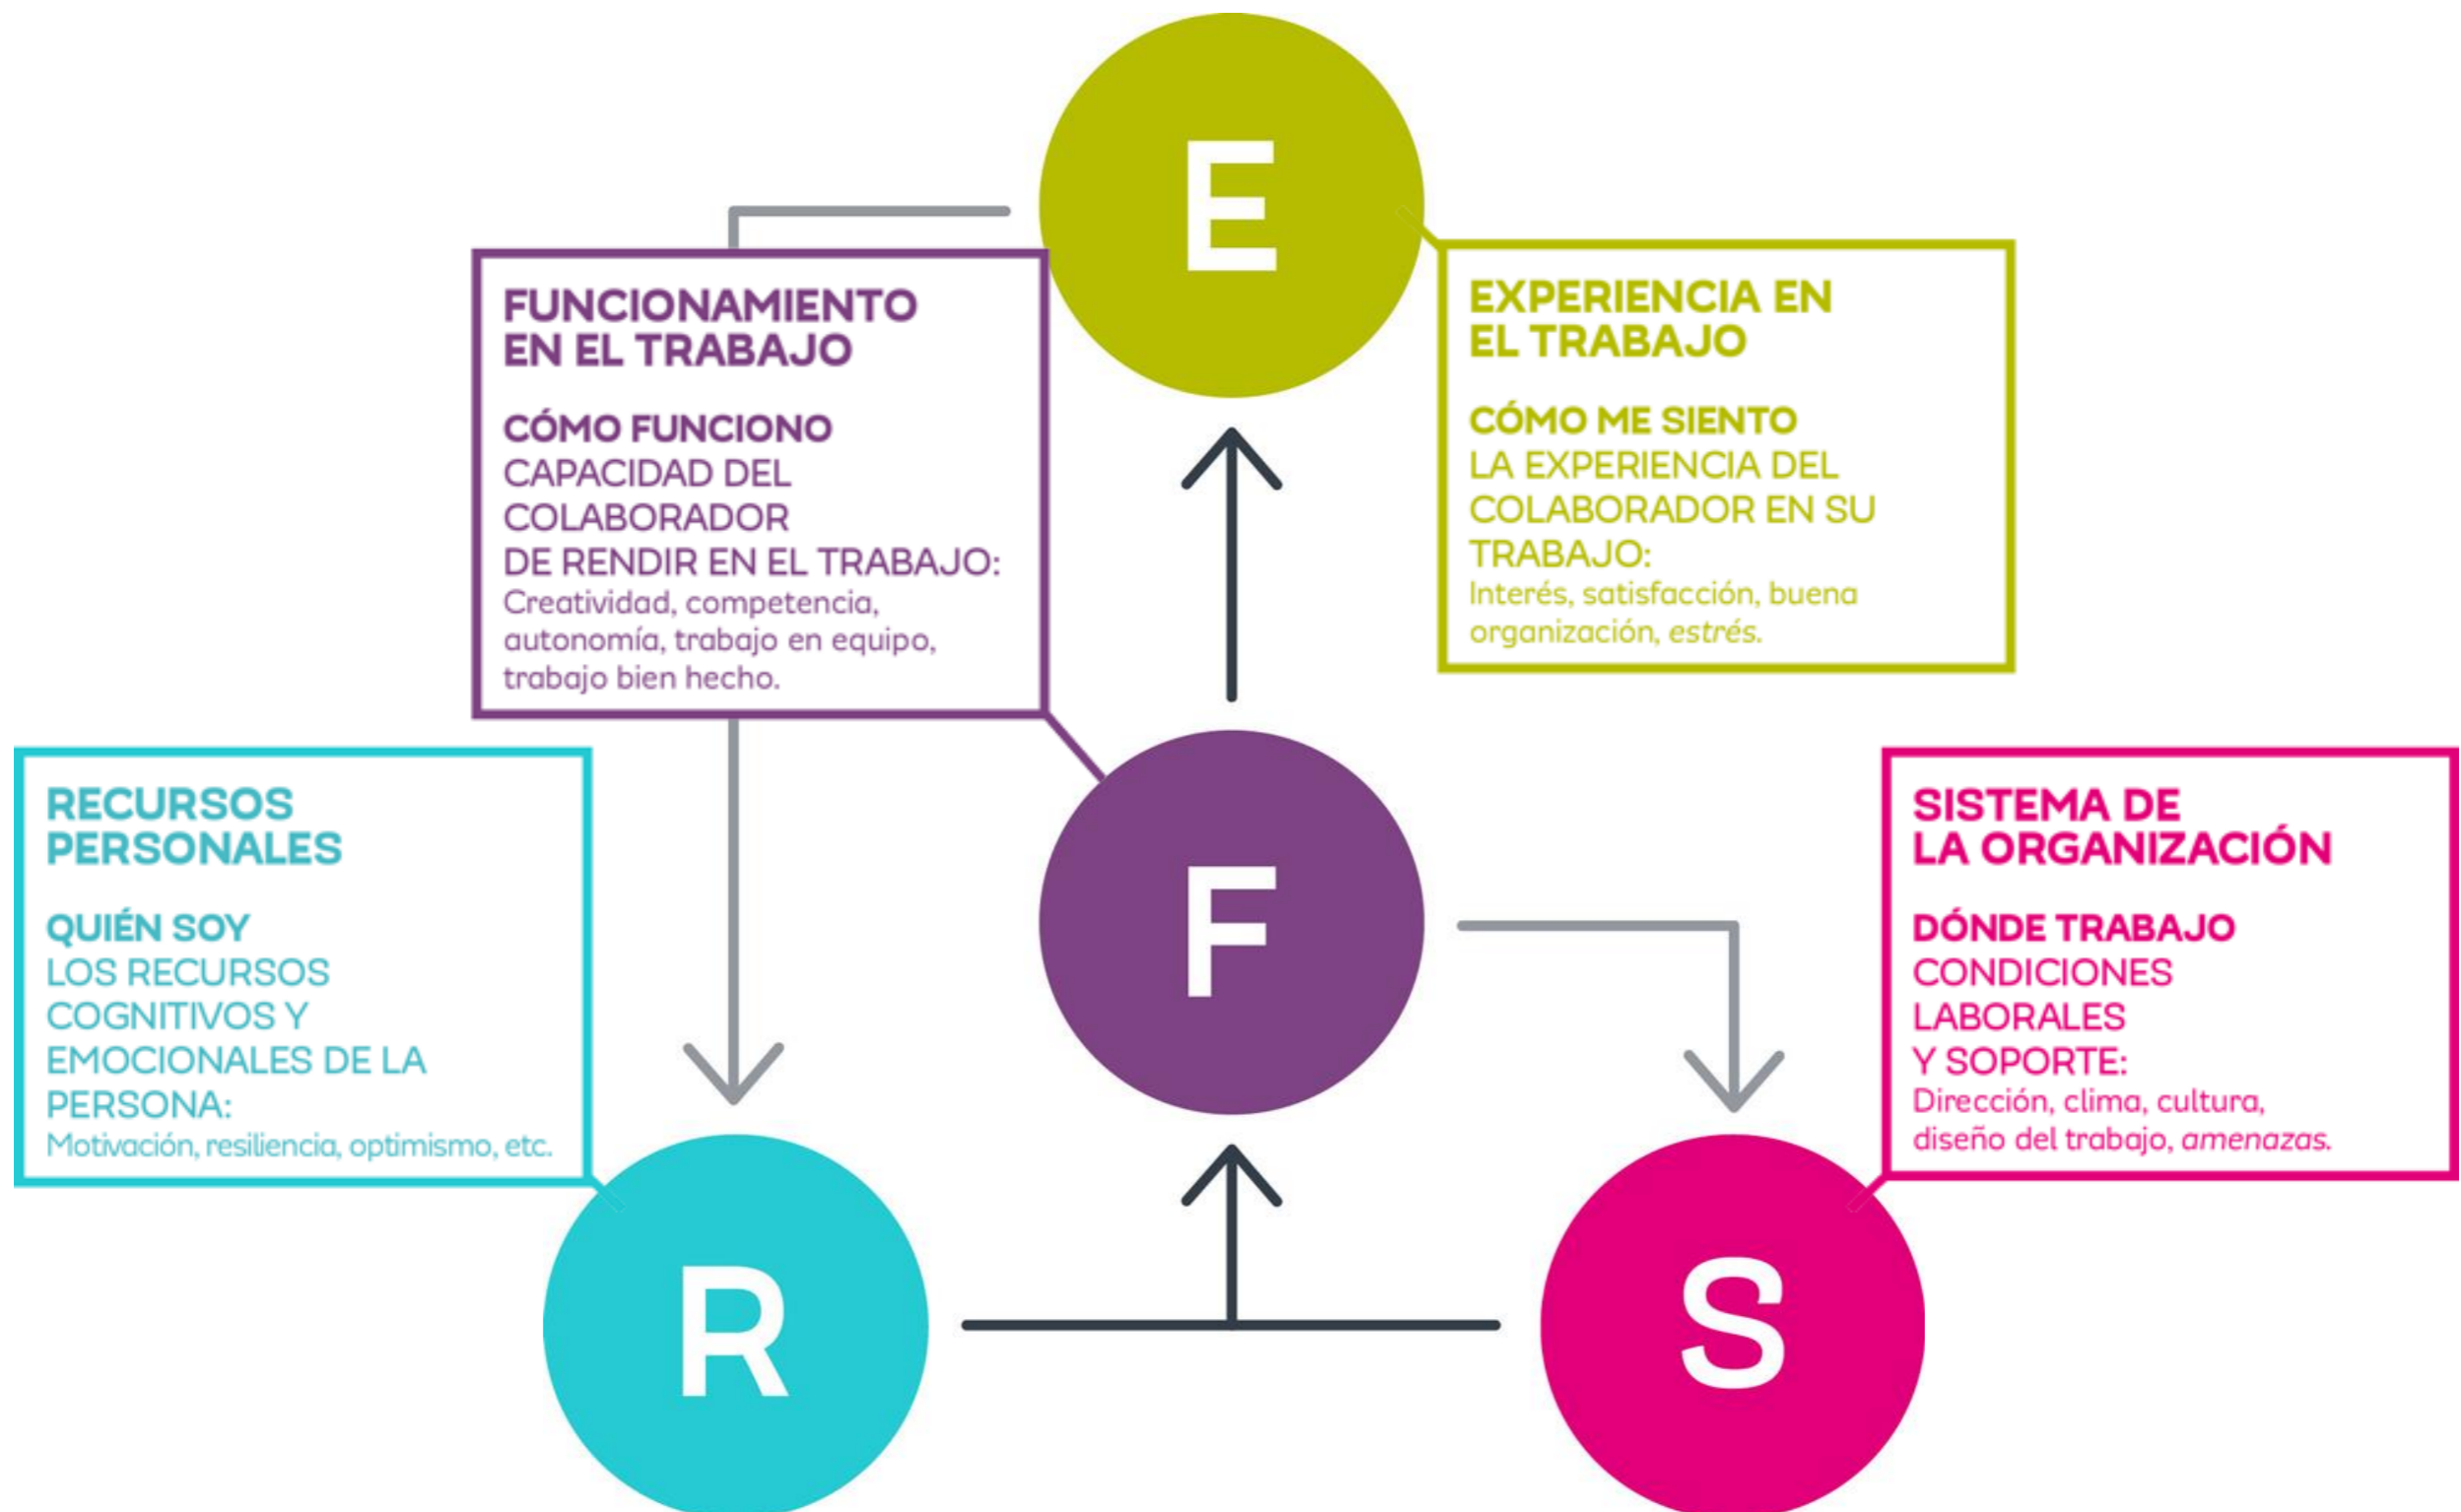 E
FUNCIONAMIENTO
EN EL TRABAJO
CÓMO FUNCIONO
CAPACIDAD DEL
COLABORADOR
DE RENDIR EN EL TRABAJO:
Creatividad, competencia,
autonomía, trabajo en equipo,
trabajo bien hecho.
EXPERIENCIA EN
EL TRABAJO
CÓMO ME SIENTO
LA EXPERIENCIA DEL
COLABORADOR EN SU
TRABAJO:
Interés, satisfacción, buena
organización, estrés.
RECURSOS
PERSONALES
QUIÉN SOY
LOS RECURSOS
COGNITIVOS Y
EMOCIONALES DE LA
PERSONA:
Motivación, resiliencia, optimismo, etc.
F
SISTEMA DE
LA ORGANIZACIÓN
DÓNDE TRABAJO
CONDICIONES
LABORALES
Y SOPORTE:
Dirección, clima, cultura,
diseño del trabajo, amenazas.
R
S